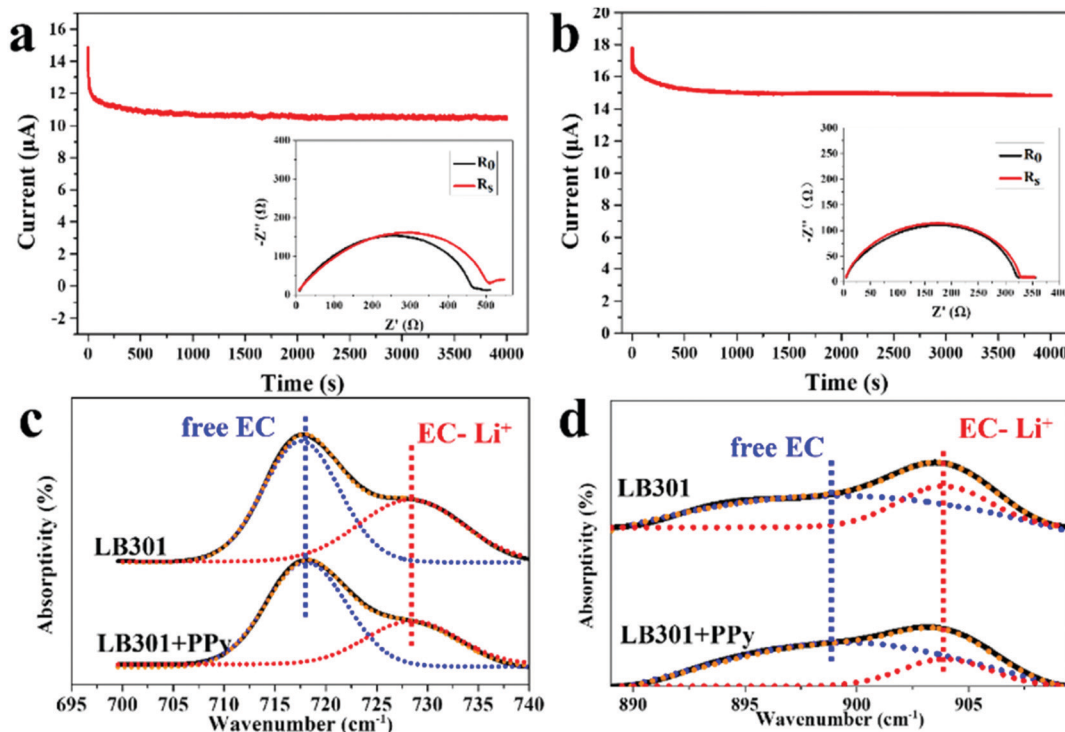 a
Current (μA)
16
14
12
10
8
6
4
2
0
-2
0 500 1000 1500 2000 2500 3000 3500 4000
Time (s)
-Z'' (Ω)
400
300
200
100
0
0 100 200 300 400 500
Z' (Ω)
R0
Rs
b
Current (μA)
20
18
16
14
12
10
8
6
4
2
0
0 500 1000 1500 2000 2500 3000 3500 4000
Time (s)
-Z'' (Ω)
300
250
200
150
100
50
0
0 50 100 150 200 250 300 350 400
Z' (Ω)
R0
Rs
c
free EC
EC- Li+
LB301
LB301+PPy
Absorptivity (%)
695 700 705 710 715 720 725 730 735 740
Wavenumber (cm-1)
d
free EC
EC- Li+
LB301
LB301+PPy
Absorptivity (%)
890 895 900 905
Wavenumber (cm-1)